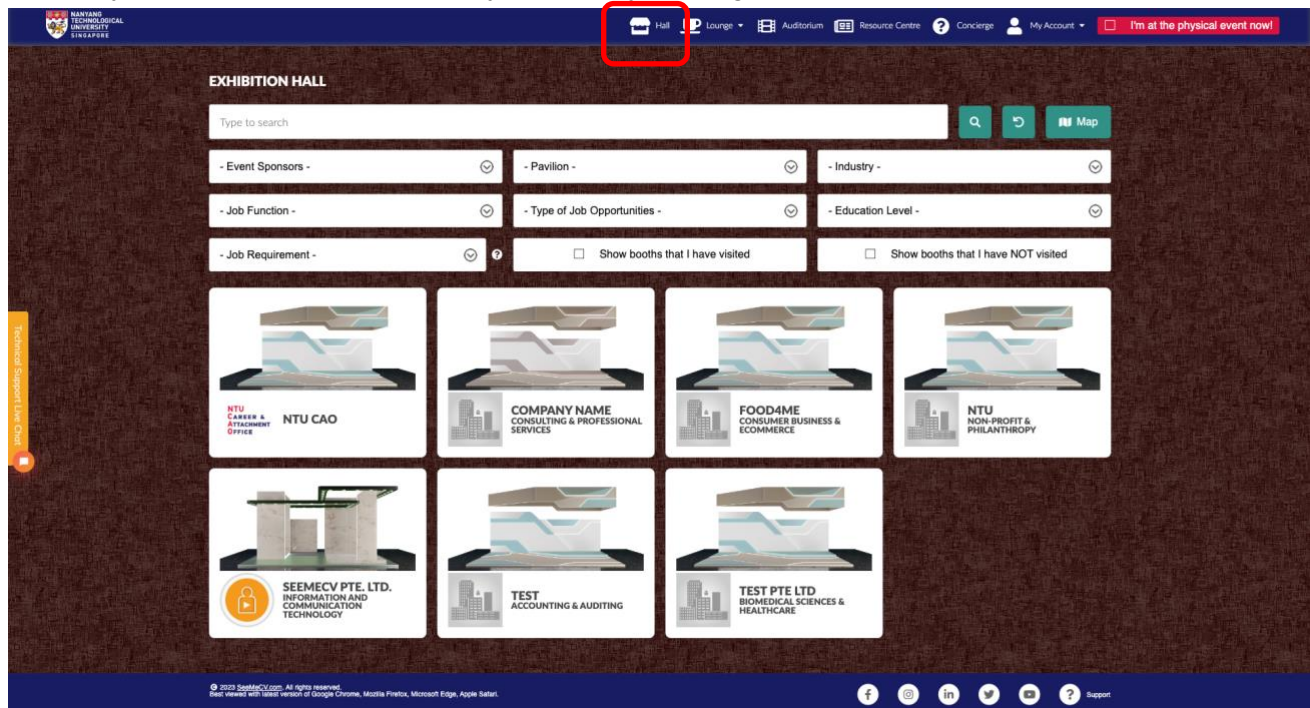 NANYANG
TECHNOLOGICAL
UNIVERSITY
SINGAPORE
Hall Lounge Auditorium Resource Centre Concierge My Account I'm at the physical event now!
EXHIBITION HALL
Type to search
Map
- Event Sponsors - - Pavilion - - Industry -
- Job Function - - Type of Job Opportunities - - Education Level -
- Job Requirement - Show booths that I have visited Show booths that I have NOT visited
NTU
CAREER &
ATTACHMENT
OFFICE
NTU CAO
COMPANY NAME
CONSULTING & PROFESSIONAL
SERVICES
FOOD4ME
CONSUMER BUSINESS &
ECOMMERCE
NTU
NON-PROFIT &
PHILANTHROPY
Technical Support Live Chat
SEEMECV PTE. LTD.
INFORMATION AND
COMMUNICATION
TECHNOLOGY
TEST
ACCOUNTING & AUDITING
TEST PTE LTD
BIOMEDICAL SCIENCES &
HEALTHCARE
© 2023 SeeMeCV.com. All rights reserved.
Best viewed with latest version of Google Chrome, Mozilla Firefox, Microsoft Edge, Apple Safari.
Support